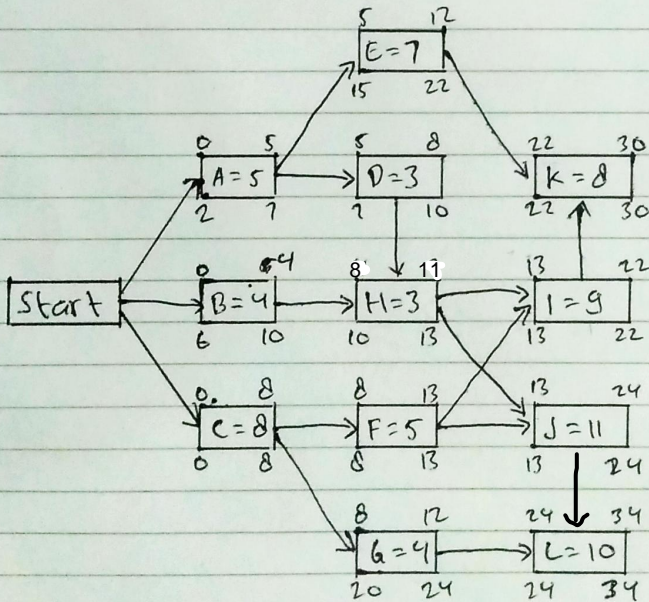 5 12
E=7
15 22
0 5 5 8 22 30
A=5 D=3 K=8
2 7 7 10 22 30
0 4 8 11 13 22
Start B=4 H=3 I=9
6 10 10 13 13 22
0 8 8 13 13 24
C=8 F=5 J=11
0 8 8 13 13 24
8 12 24 34
G=4 L=10
20 24 24 34